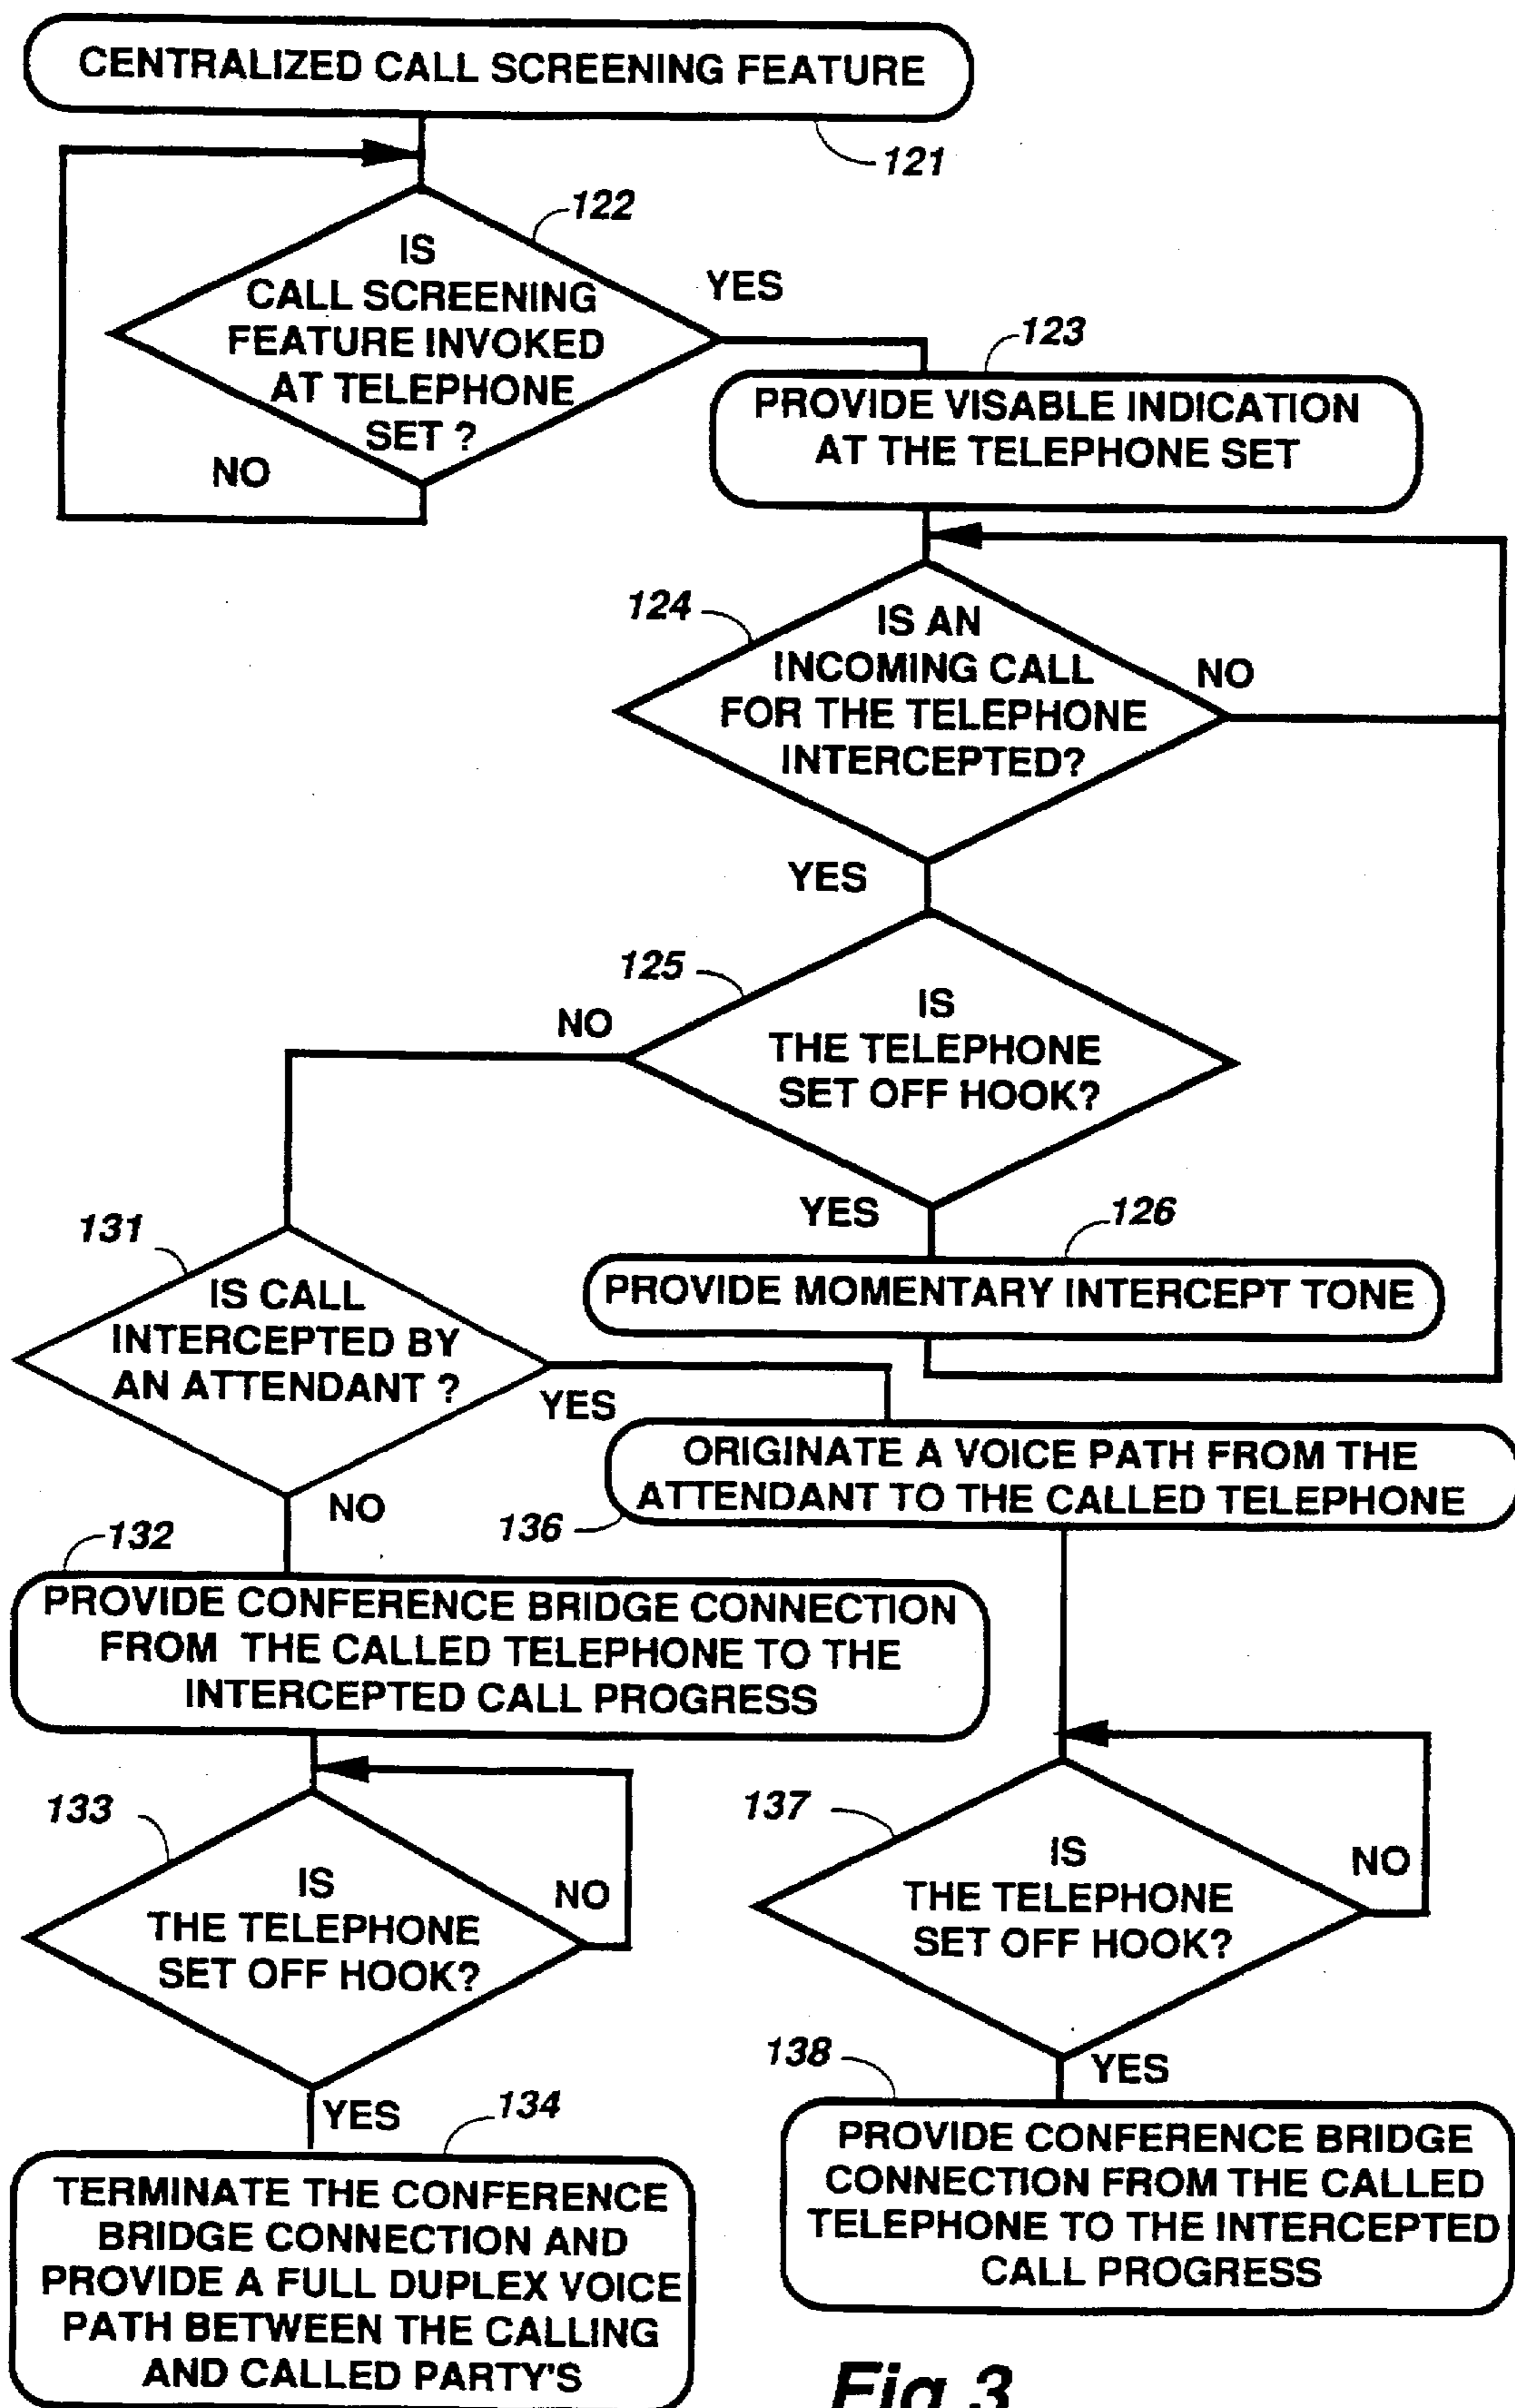 CENTRALIZED CALL SCREENING FEATURE
121
122
IS
CALL SCREENING
FEATURE INVOKED
AT TELEPHONE
SET ?
YES
NO
123
PROVIDE VISABLE INDICATION
AT THE TELEPHONE SET
124
IS AN
INCOMING CALL
FOR THE TELEPHONE
INTERCEPTED?
NO
YES
125
IS
THE TELEPHONE
SET OFF HOOK?
NO
YES
126
PROVIDE MOMENTARY INTERCEPT TONE
131
IS CALL
INTERCEPTED BY
AN ATTENDANT ?
YES
NO
136
ORIGINATE A VOICE PATH FROM THE
ATTENDANT TO THE CALLED TELEPHONE
132
PROVIDE CONFERENCE BRIDGE CONNECTION
FROM THE CALLED TELEPHONE TO THE
INTERCEPTED CALL PROGRESS
133
IS
THE TELEPHONE
SET OFF HOOK?
NO
YES
137
IS
THE TELEPHONE
SET OFF HOOK?
NO
YES
134
TERMINATE THE CONFERENCE
BRIDGE CONNECTION AND
PROVIDE A FULL DUPLEX VOICE
PATH BETWEEN THE CALLING
AND CALLED PARTY'S
138
PROVIDE CONFERENCE BRIDGE
CONNECTION FROM THE CALLED
TELEPHONE TO THE INTERCEPTED
CALL PROGRESS
Fig 3